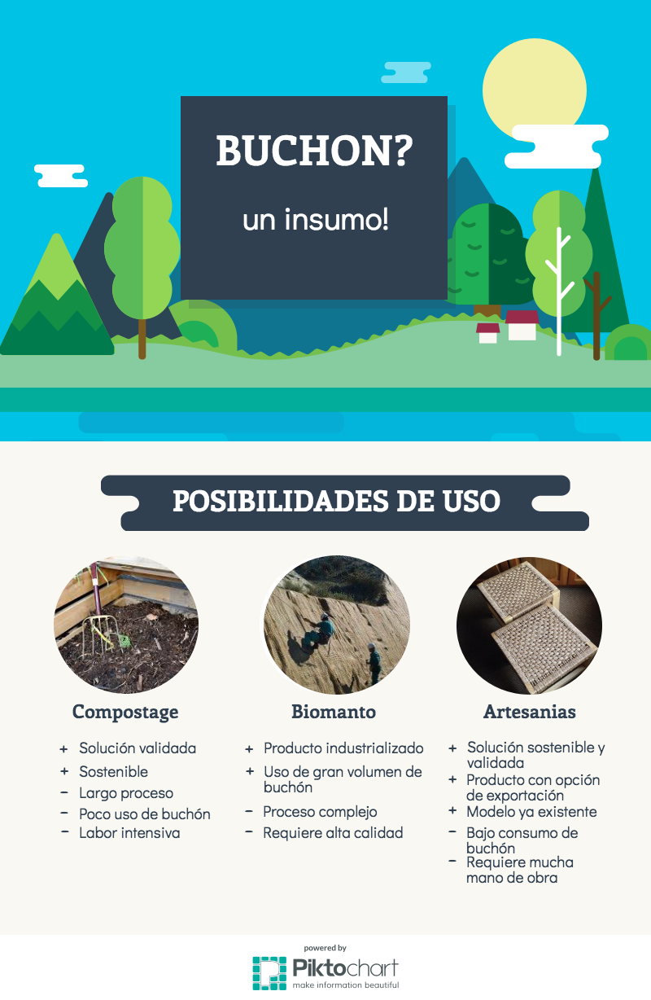 BUCHON?
un insumo!
POSIBILIDADES DE USO
Compostage
+ Solución validada
+ Sostenible
- Largo proceso
- Poco uso de buchón
- Labor intensiva
Biomanto
+ Producto industrializado
+ Uso de gran volumen de
buchón
- Proceso complejo
- Requiere alta calidad
Artesanias
+ Solución sostenible y
validada
+ Producto con opción
de exportación
+ Modelo ya existente
- Bajo consumo de
buchón
- Requiere mucha
mano de obra
powered by
Piktochart
make information beautiful